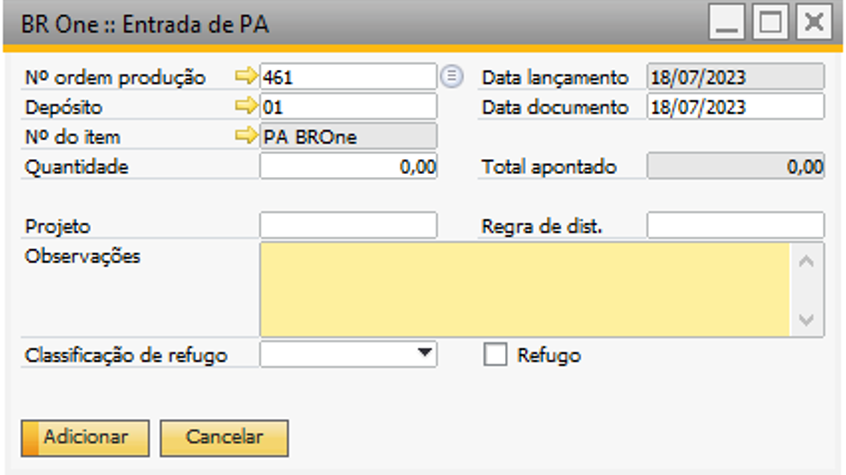 BR One :: Entrada de PA
Nº ordem produção 461 Data lançamento 18/07/2023
Depósito 01 Data documento 18/07/2023
Nº do item PA BROne
Quantidade 0,00 Total apontado 0,00
Projeto Regra de dist.
Observações
Classificação de refugo Refugo
Adicionar Cancelar